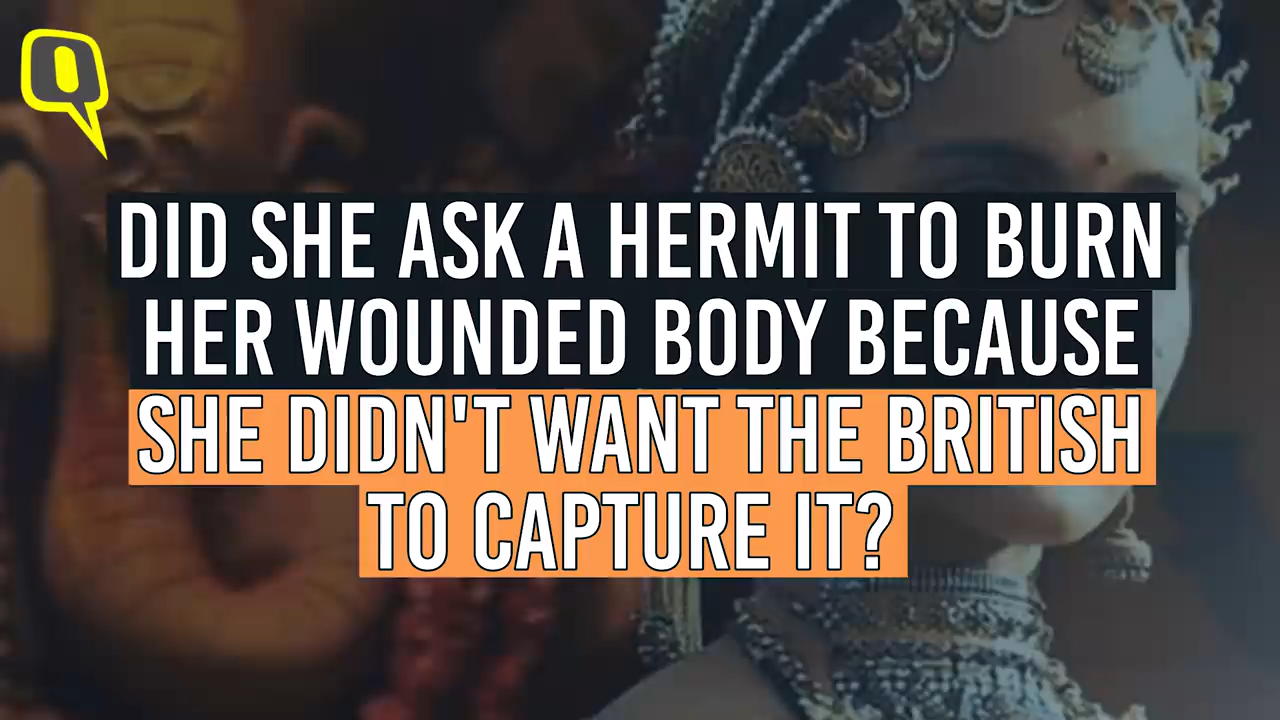 DID SHE ASK A HERMIT TO BURN
HER WOUNDED BODY BECAUSE
SHE DIDN'T WANT THE BRITISH
TO CAPTURE IT?